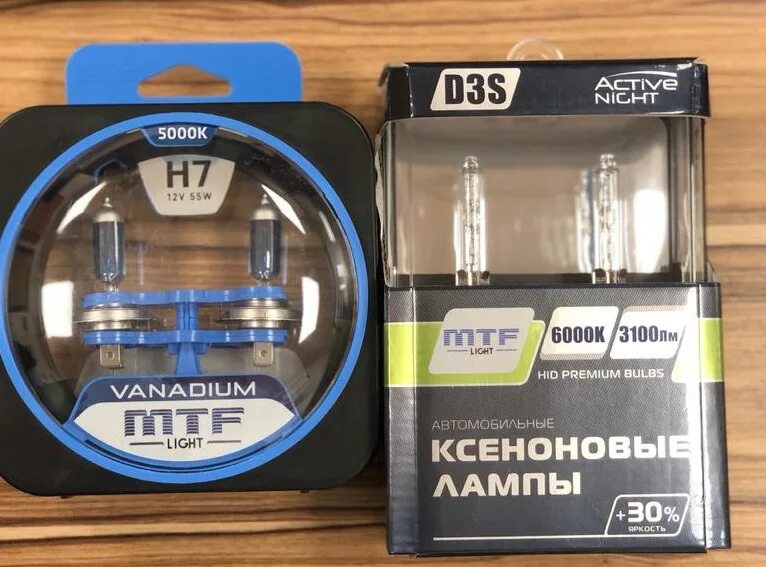 5000K
H7
12V 55W
VANADIUM
MTF
LIGHT
D3S
ACTIVE
NIGHT
MTF
LIGHT
6000K
3100лм
HID PREMIUM BULBS
АВТОМОБИЛЬНЫЕ
КСЕНОНОВЫЕ
ЛАМПЫ
+30%
ЯРКОСТЬ